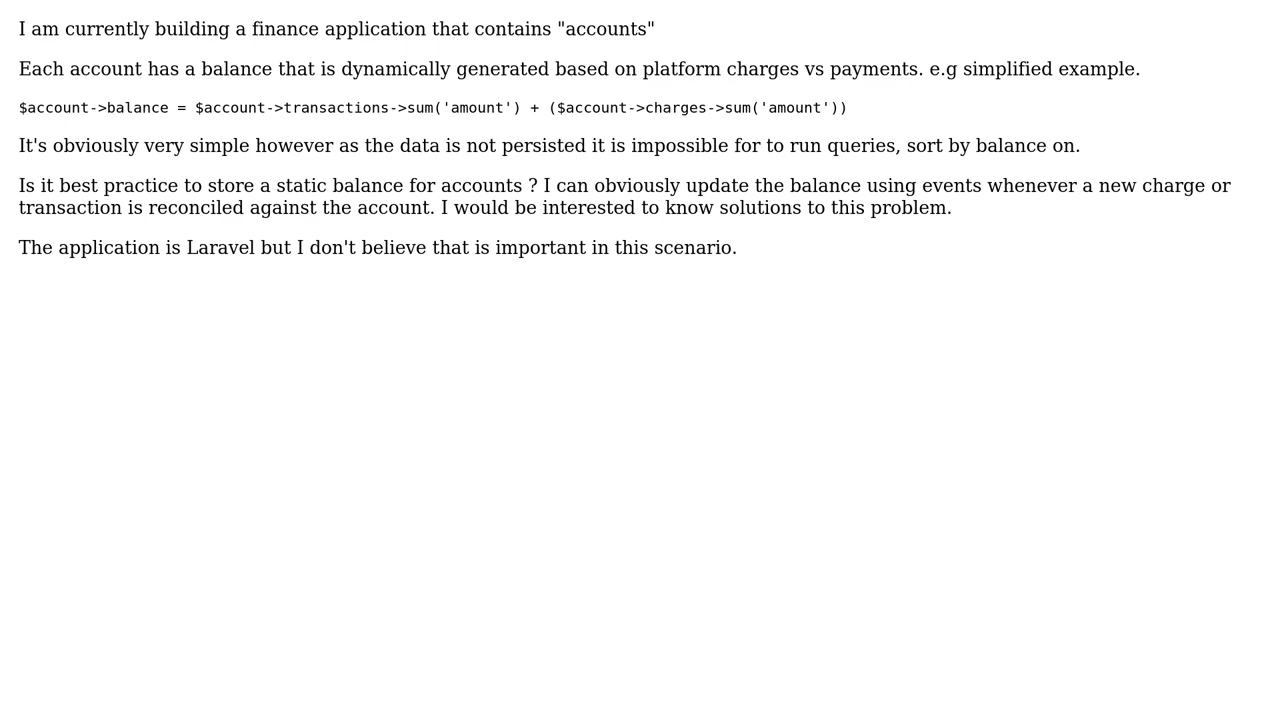 I am currently building a finance application that contains "accounts"
Each account has a balance that is dynamically generated based on platform charges vs payments. e.g simplified example.
$account->balance = $account->transactions->sum('amount') + ($account->charges->sum('amount'))
It's obviously very simple however as the data is not persisted it is impossible for to run queries, sort by balance on.
Is it best practice to store a static balance for accounts ? I can obviously update the balance using events whenever a new charge or
transaction is reconciled against the account. I would be interested to know solutions to this problem.
The application is Laravel but I don't believe that is important in this scenario.